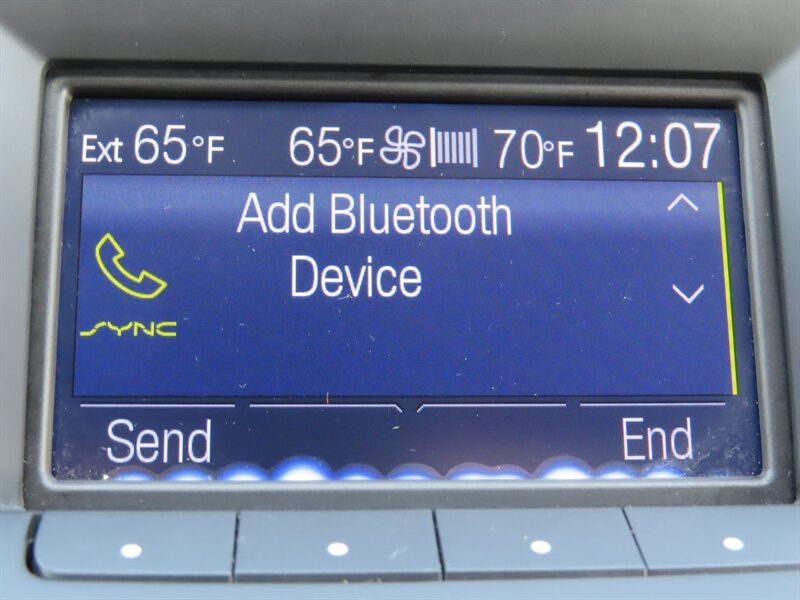 Ext 65°F 65°F 70°F 12:07
Add Bluetooth
Device
SYNC
Send End